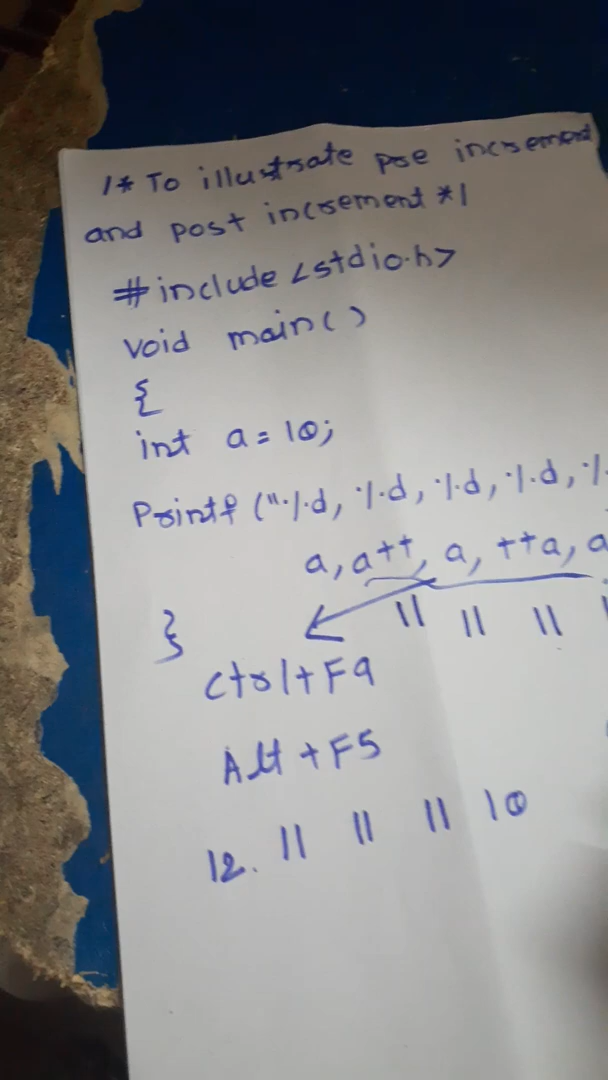 /* To illustrate pre increment
and post increment */
#include <stdio.h>
void main()
{
int a = 10;
Printf ("%d, %d, %d, %d, %
a, a++, a, ++a, a
11 11 11
}
Ctrl+F9
Alt + F5
12. 11 11 11 10